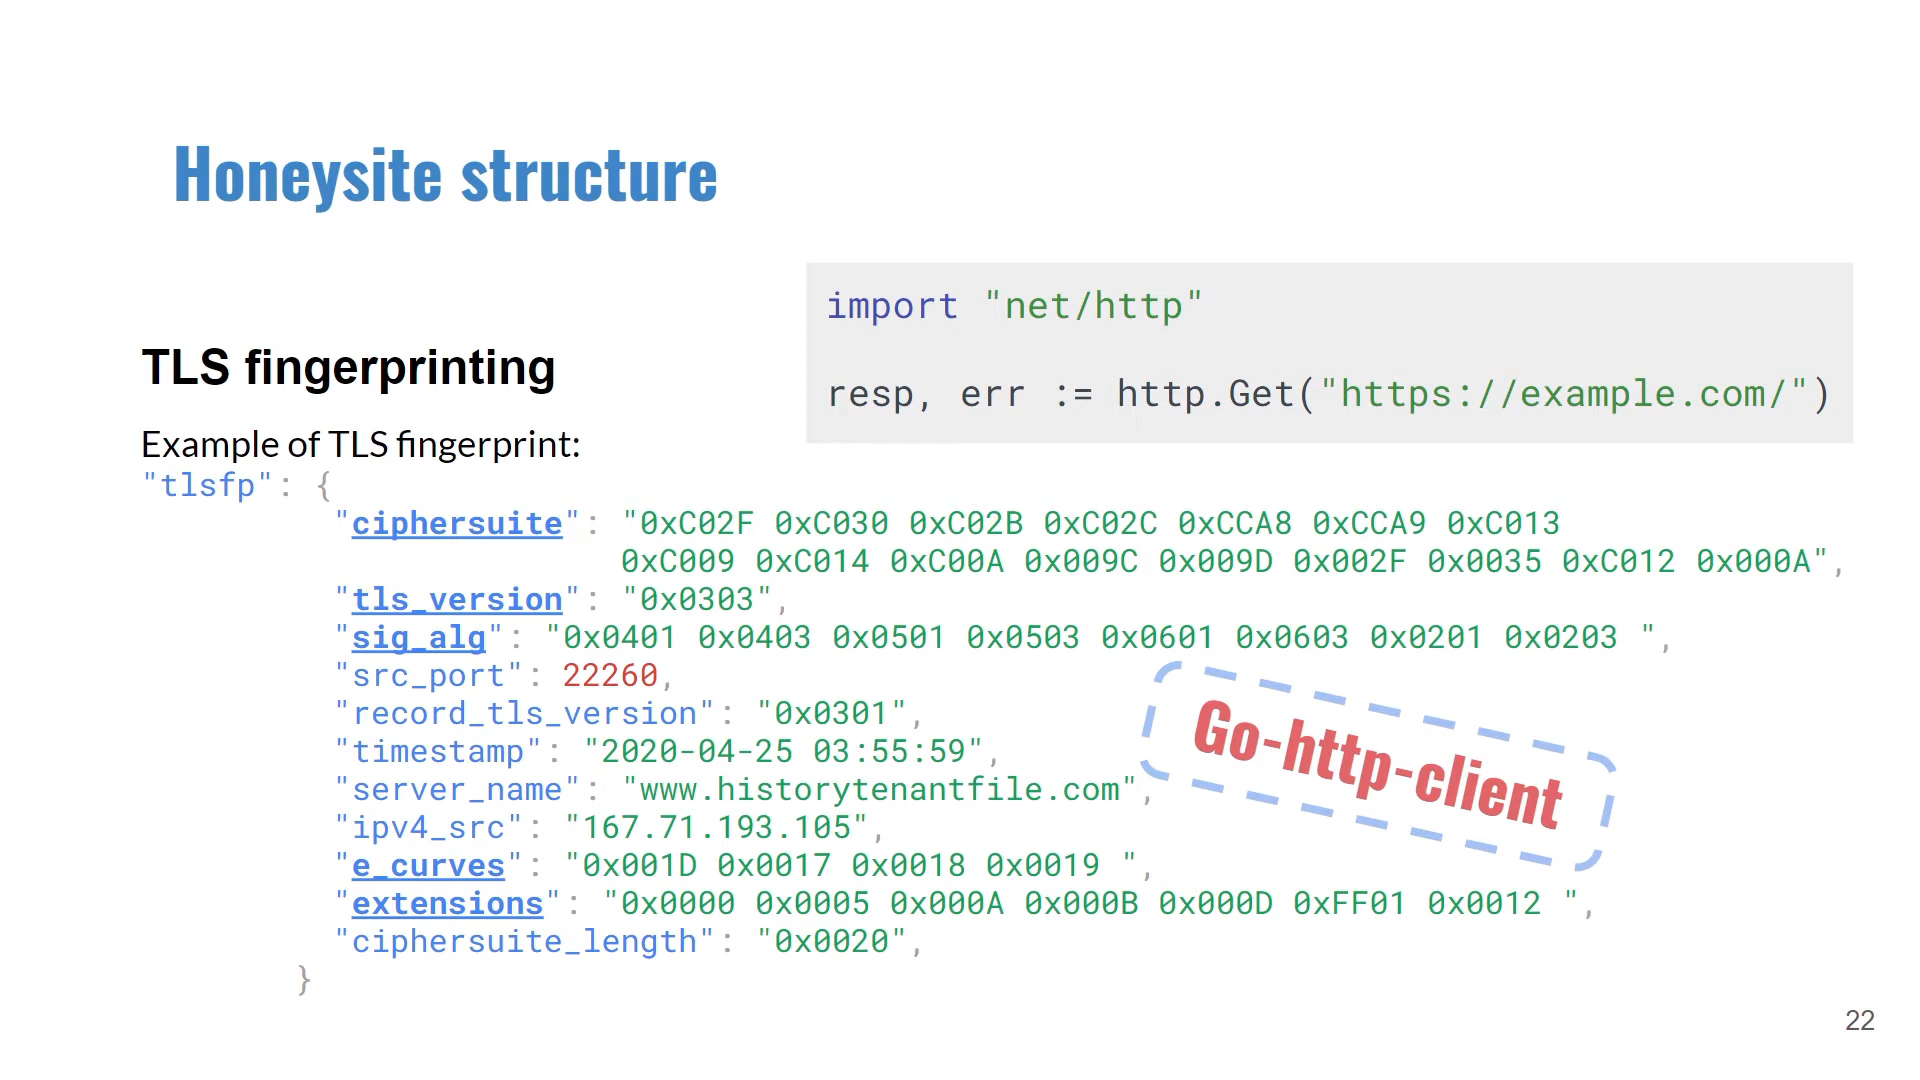 Honeysite structure
import "net/http"
resp, err := http.Get("https://example.com/")
TLS fingerprinting
Example of TLS fingerprint:
"tlsfp": {
"ciphersuite": "0xC02F 0xC030 0xC02B 0xC02C 0xCCA8 0xCCA9 0xC013
0xC009 0xC014 0xC00A 0x009C 0x009D 0x002F 0x0035 0xC012 0x000A",
"tls_version": "0x0303",
"sig_alg": "0x0401 0x0403 0x0501 0x0503 0x0601 0x0603 0x0201 0x0203 ",
"src_port": 22260,
"record_tls_version": "0x0301",
"timestamp": "2020-04-25 03:55:59",
"server_name": "www.historytenantfile.com",
"ipv4_src": "167.71.193.105",
"e_curves": "0x001D 0x0017 0x0018 0x0019 ",
"extensions": "0x0000 0x0005 0x000A 0x000B 0x000D 0xFF01 0x0012 ",
"ciphersuite_length": "0x0020",
}
Go-http-client
22